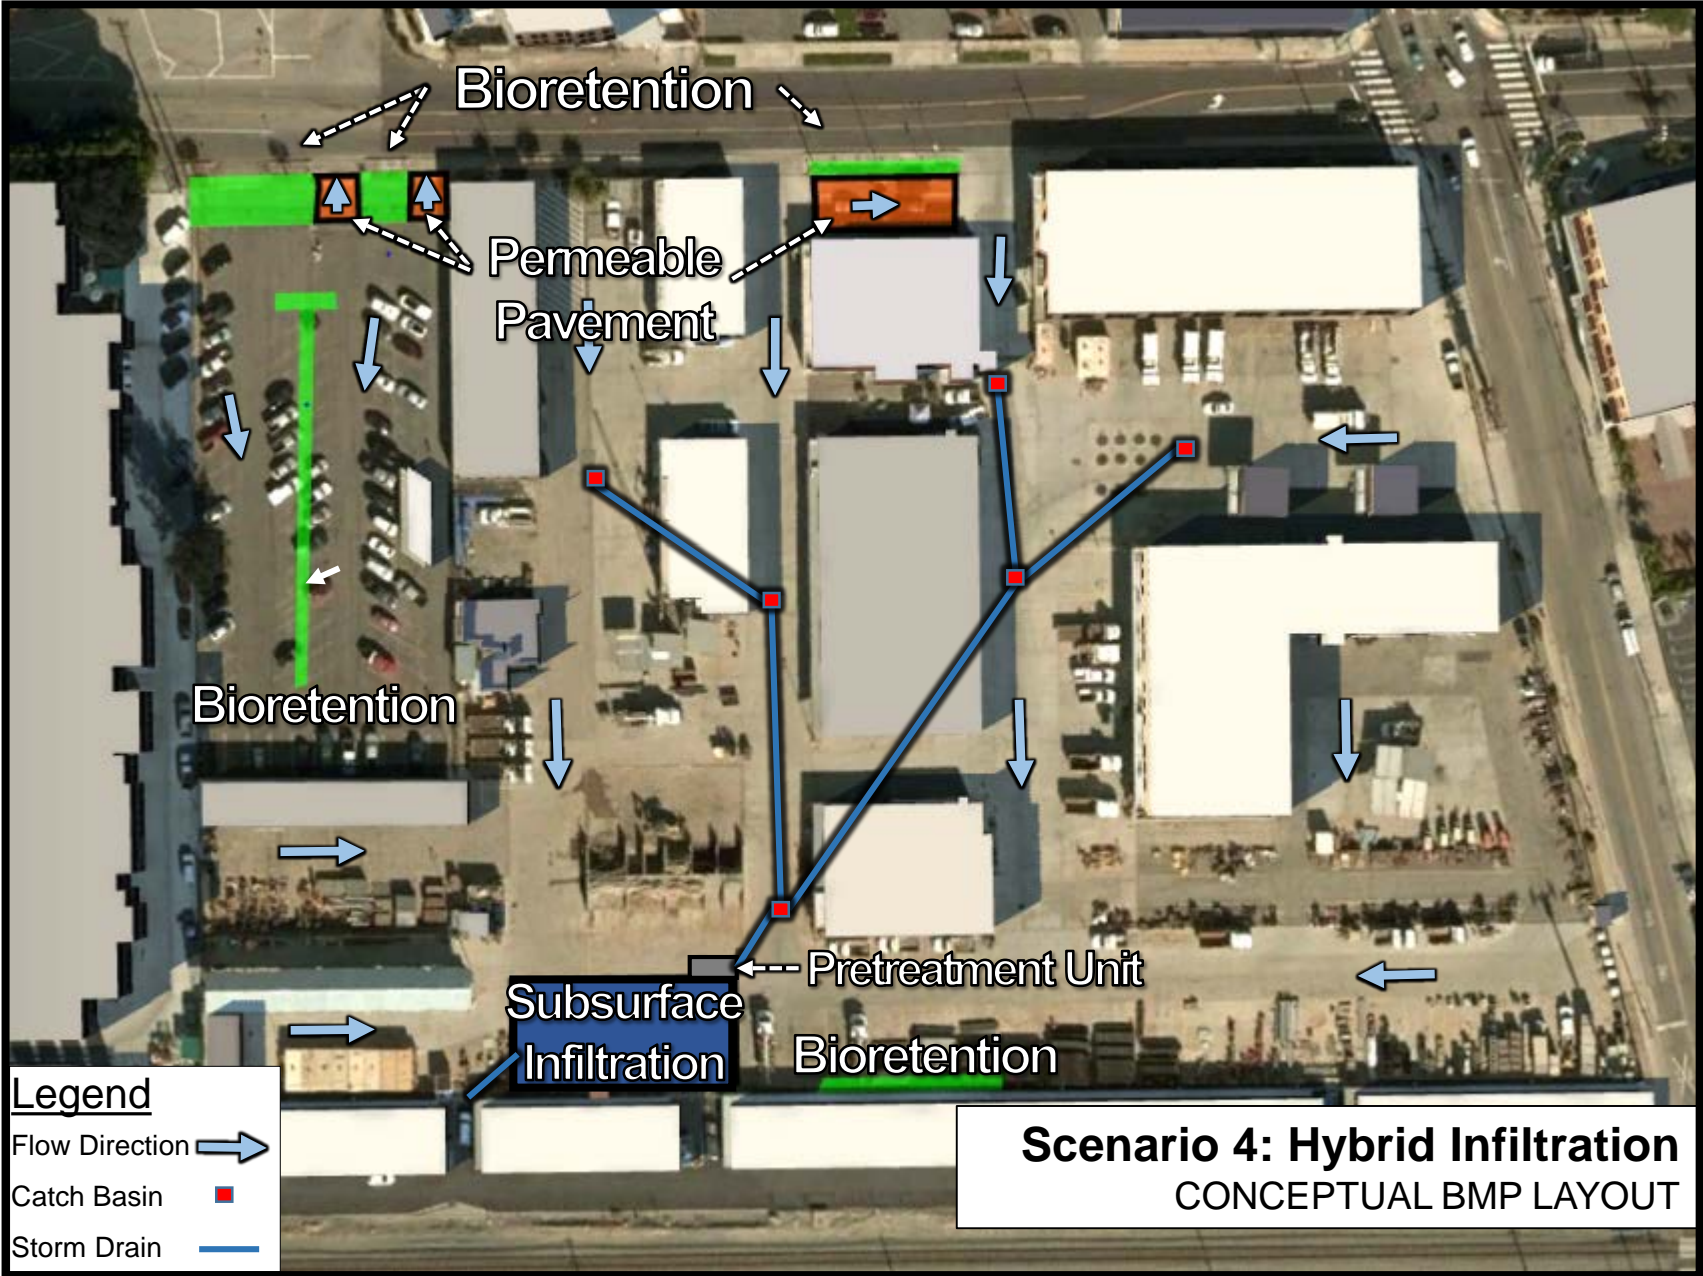 Bioretention
Permeable
Pavement
Bioretention
Pretreatment Unit
Subsurface
Infiltration
Bioretention
Legend
Flow Direction
Catch Basin
Storm Drain
Scenario 4: Hybrid Infiltration
CONCEPTUAL BMP LAYOUT